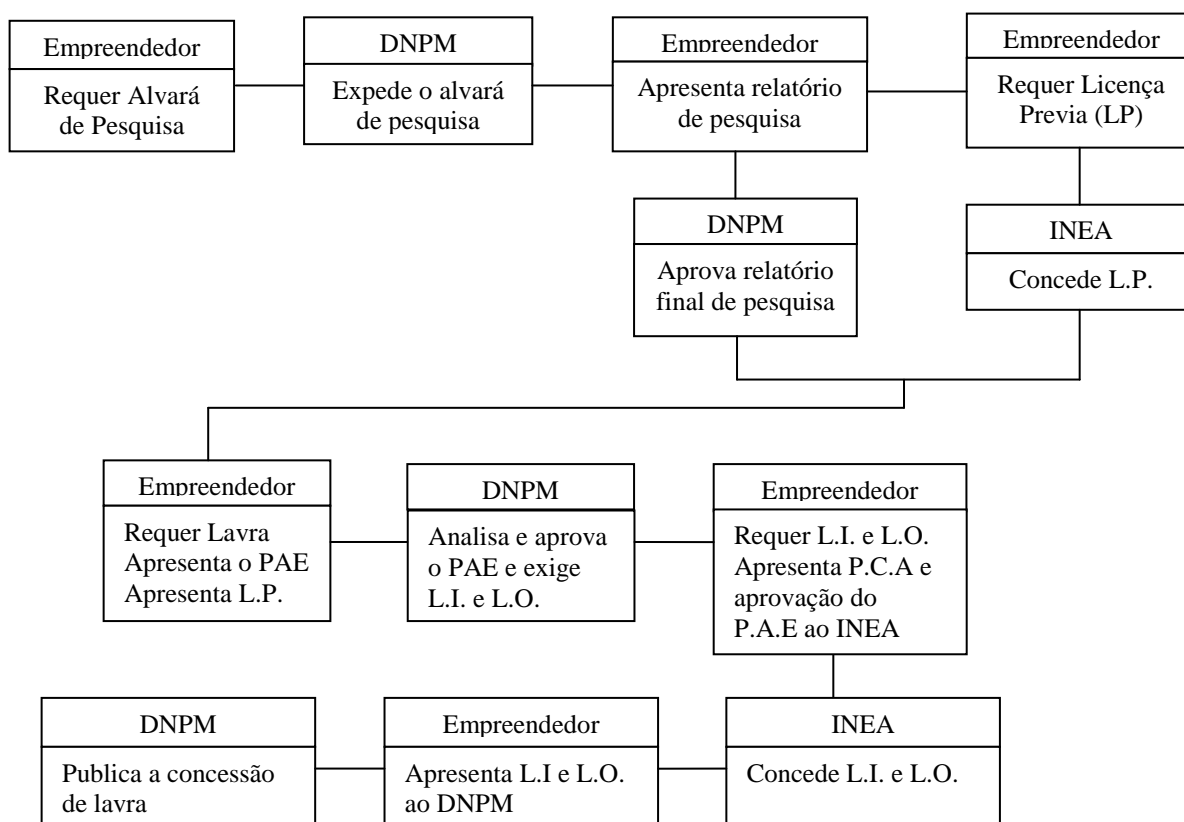 Empreendedor
Requer Alvará
de Pesquisa
DNPM
Expede o alvará
de pesquisa
Empreendedor
Apresenta relatório
de pesquisa
Empreendedor
Requer Licença
Previa (LP)
DNPM
Aprova relatório
final de pesquisa
INEA
Concede L.P.
Empreendedor
Requer Lavra
Apresenta o PAE
Apresenta L.P.
DNPM
Analisa e aprova
o PAE e exige
L.I. e L.O.
Empreendedor
Requer L.I. e L.O.
Apresenta P.C.A e
aprovação do
P.A.E ao INEA
DNPM
Publica a concessão
de lavra
Empreendedor
Apresenta L.I e L.O.
ao DNPM
INEA
Concede L.I. e L.O.